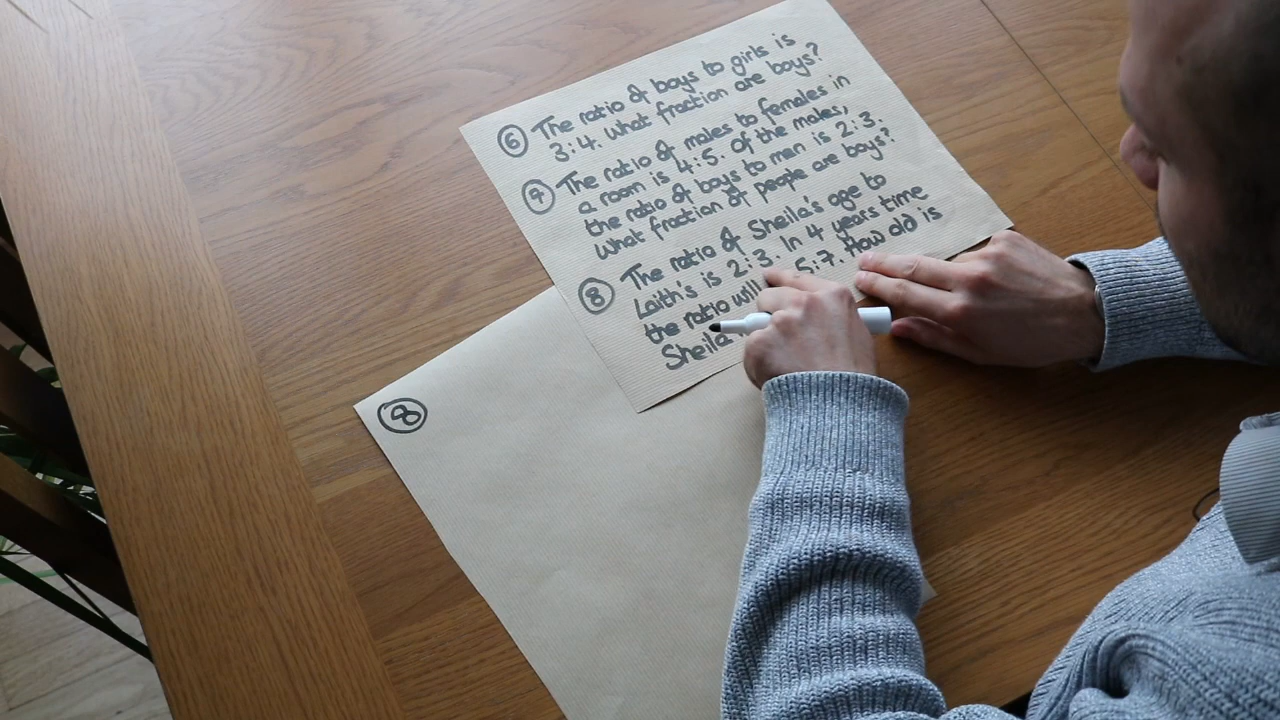 ⑥ The ratio of boys to girls is
3:4. What fraction are boys?
⑦ The ratio of males to females in
a room is 4:5. Of the males,
the ratio of boys to men is 2:3.
What fraction of people are boys?
⑧ The ratio of Sheila's age to
Laith's is 2:3. In 4 years time
the ratio will 5:7. How old is
Sheila
⑧